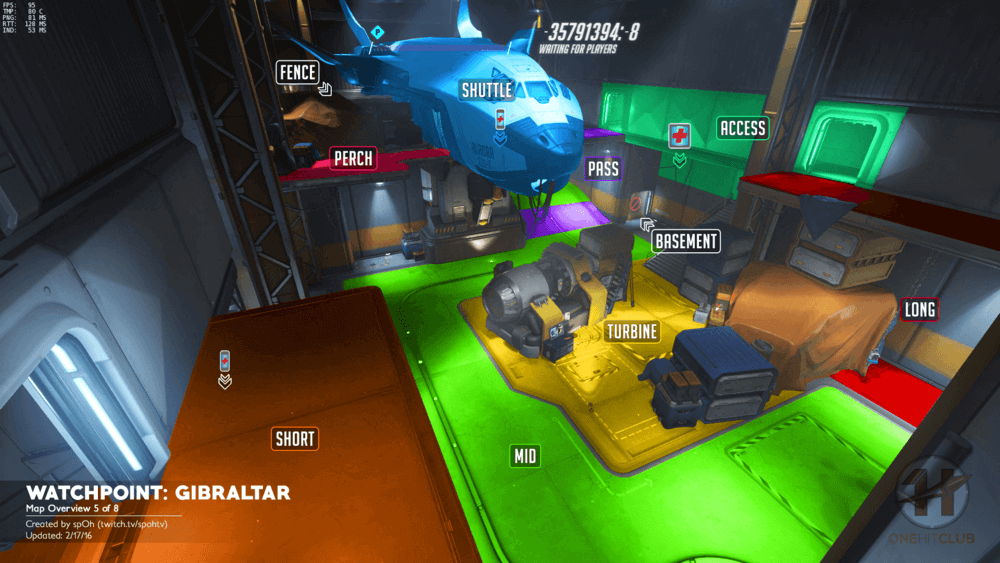 FPS: 95
TMP: 80 C
PNG: 81 MS
RTT: 128 MS
IND: 53 MS
-35791394:-8
WAITING FOR PLAYERS
FENCE
SHUTTLE
P
ACCESS
PERCH
PASS
BASEMENT
LONG
TURBINE
SHORT
MID
WATCHPOINT: GIBRALTAR
Map Overview 5 of 8
Created by spOh (twitch.tv/spohtv)
Updated: 2/17/16
ONEHITCLUB